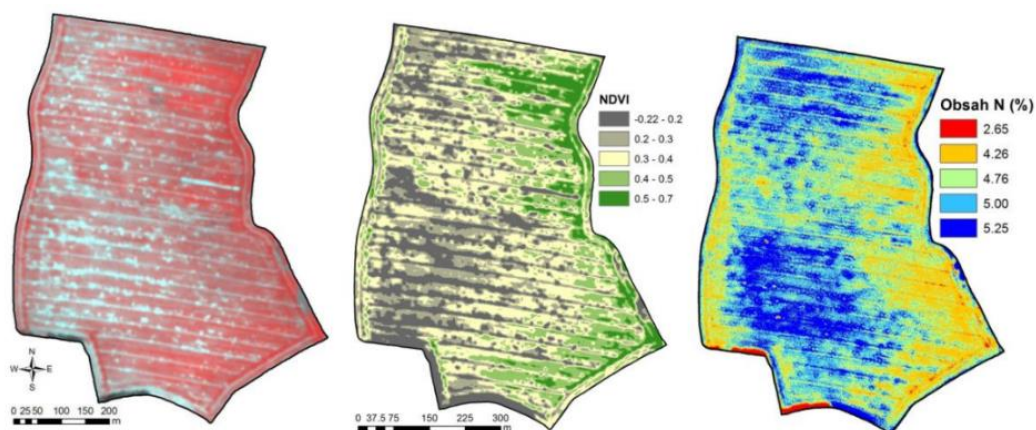 N
W E
S
0 25 50 100 150 200
m
NDVI
-0.22 - 0.2
0.2 - 0.3
0.3 - 0.4
0.4 - 0.5
0.5 - 0.7
0 37.5 75 150 225 300
m
Obsah N (%)
2.65
4.26
4.76
5.00
5.25